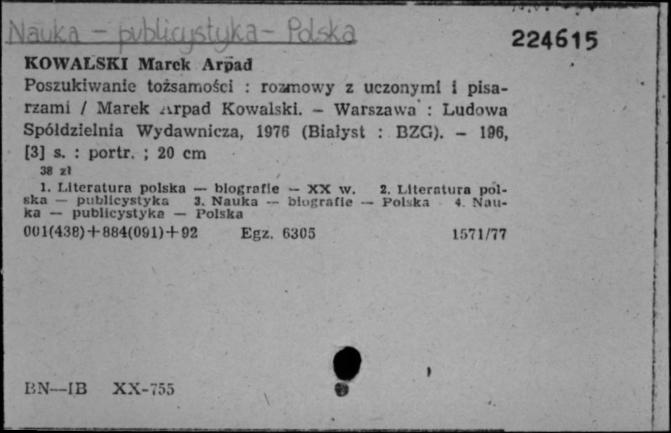 Nauka - publicystyka - Polska
224615
KOWALSKI Marek Arpad
Poszukiwanie tożsamości : rozmowy z uczonymi i pisa-
rzami / Marek Arpad Kowalski. — Warszawa : Ludowa
Spółdzielnia Wydawnicza, 1976 (Białyst : BZG). — 196,
[3] s. : portr. ; 20 cm
38 zł
1. Literatura polska — biografie — XX w. 2. Literatura pol-
ska — publicystyka 3. Nauka — biografie — Polska 4. Nau-
ka — publicystyka — Polska
001(438)+884(091)+92 Egz. 6305 1571/77
BN—IB XX-755